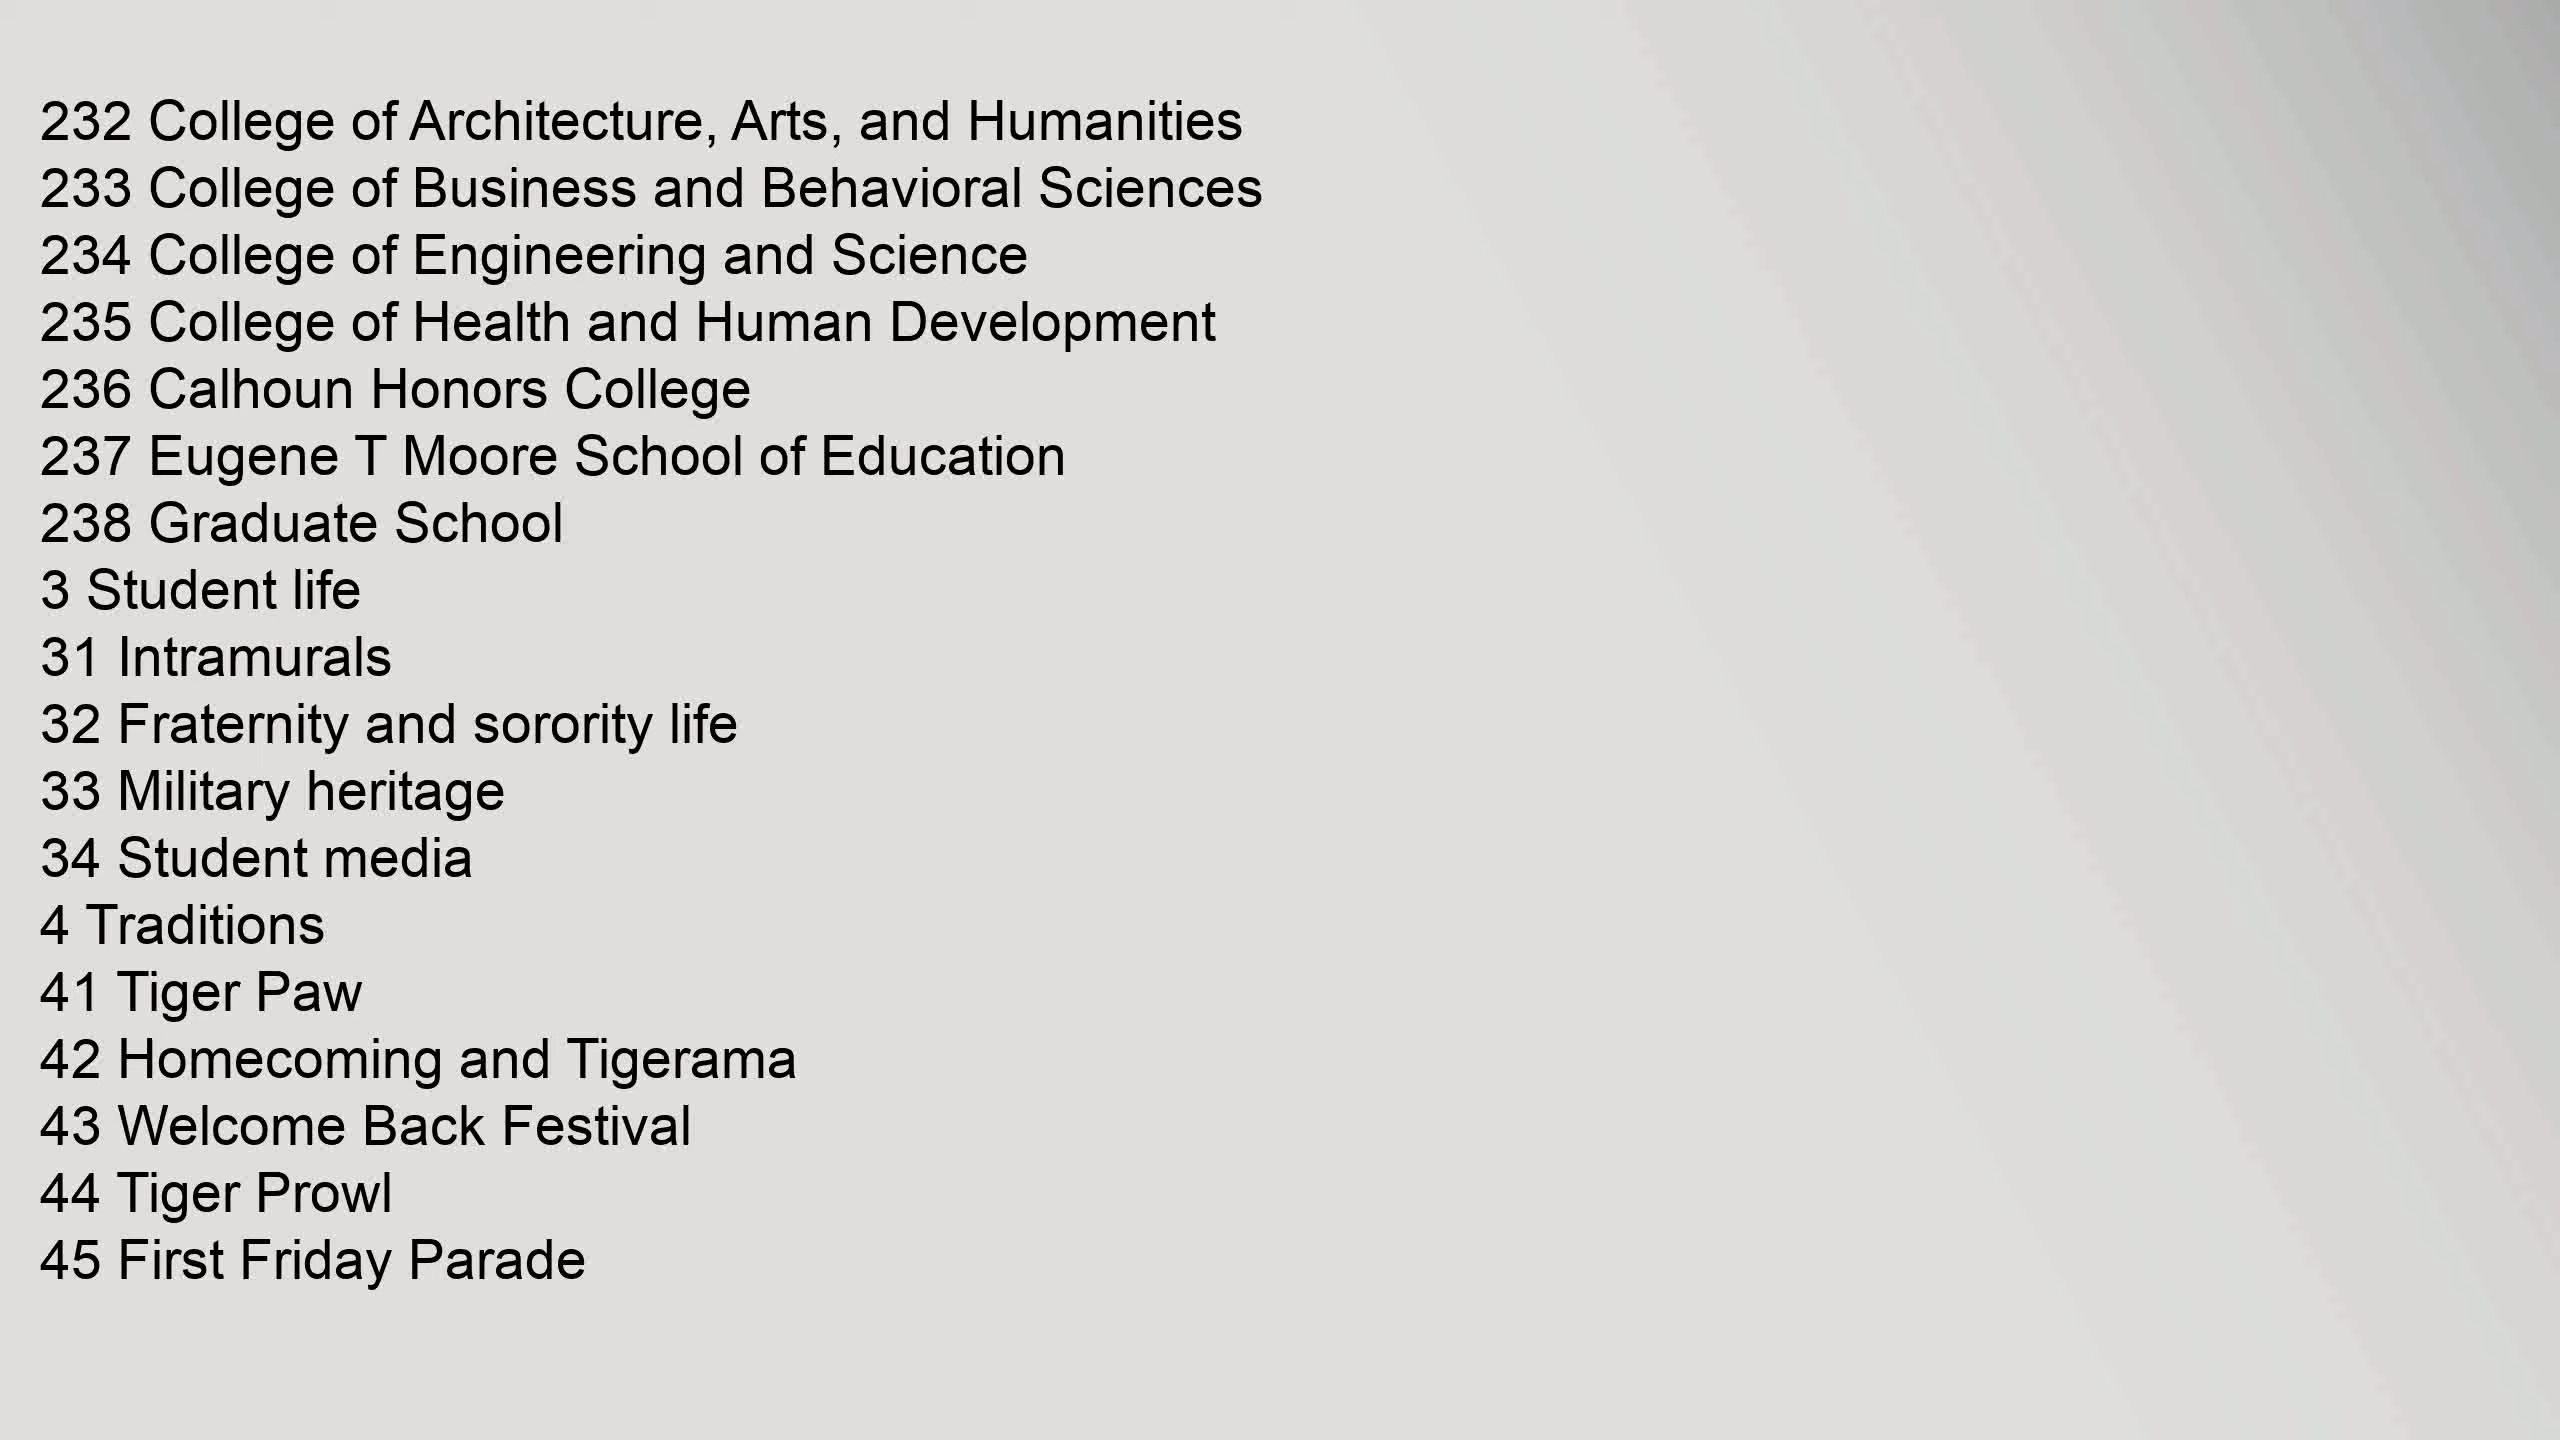 232 College of Architecture, Arts, and Humanities
233 College of Business and Behavioral Sciences
234 College of Engineering and Science
235 College of Health and Human Development
236 Calhoun Honors College
237 Eugene T Moore School of Education
238 Graduate School
3 Student life
31 Intramurals
32 Fraternity and sorority life
33 Military heritage
34 Student media
4 Traditions
41 Tiger Paw
42 Homecoming and Tigerama
43 Welcome Back Festival
44 Tiger Prowl
45 First Friday Parade